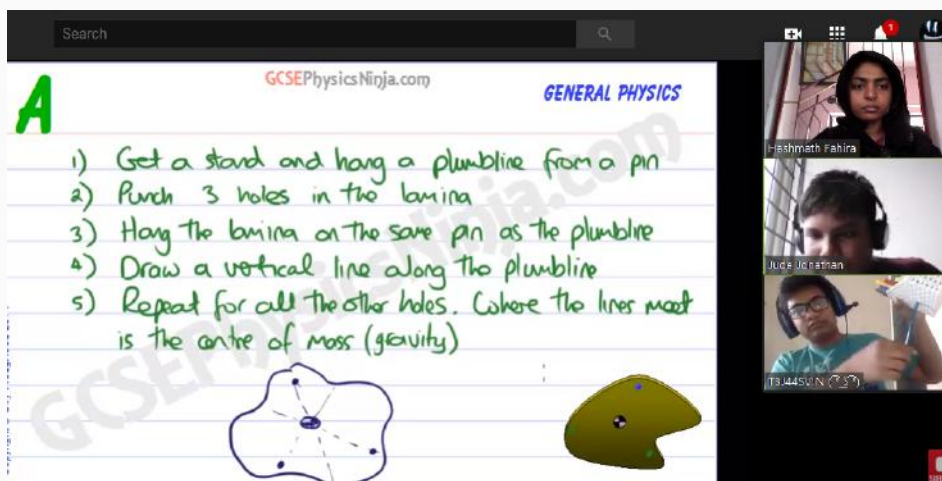 Search
1
A
GCSEPhysicsNinja.com
GENERAL PHYSICS
1) Get a stand and hang a plumbline from a pin
2) Punch 3 holes in the lamina
3) Hang the lamina on the same pin as the plumbline
4) Draw a vertical line along the plumbline
5) Repeat for all the other holes. Where the lines meet
is the centre of mass (gravity)
GCSEPhysicsNinja.com
Hashmath Fahira
Jude Jonathan